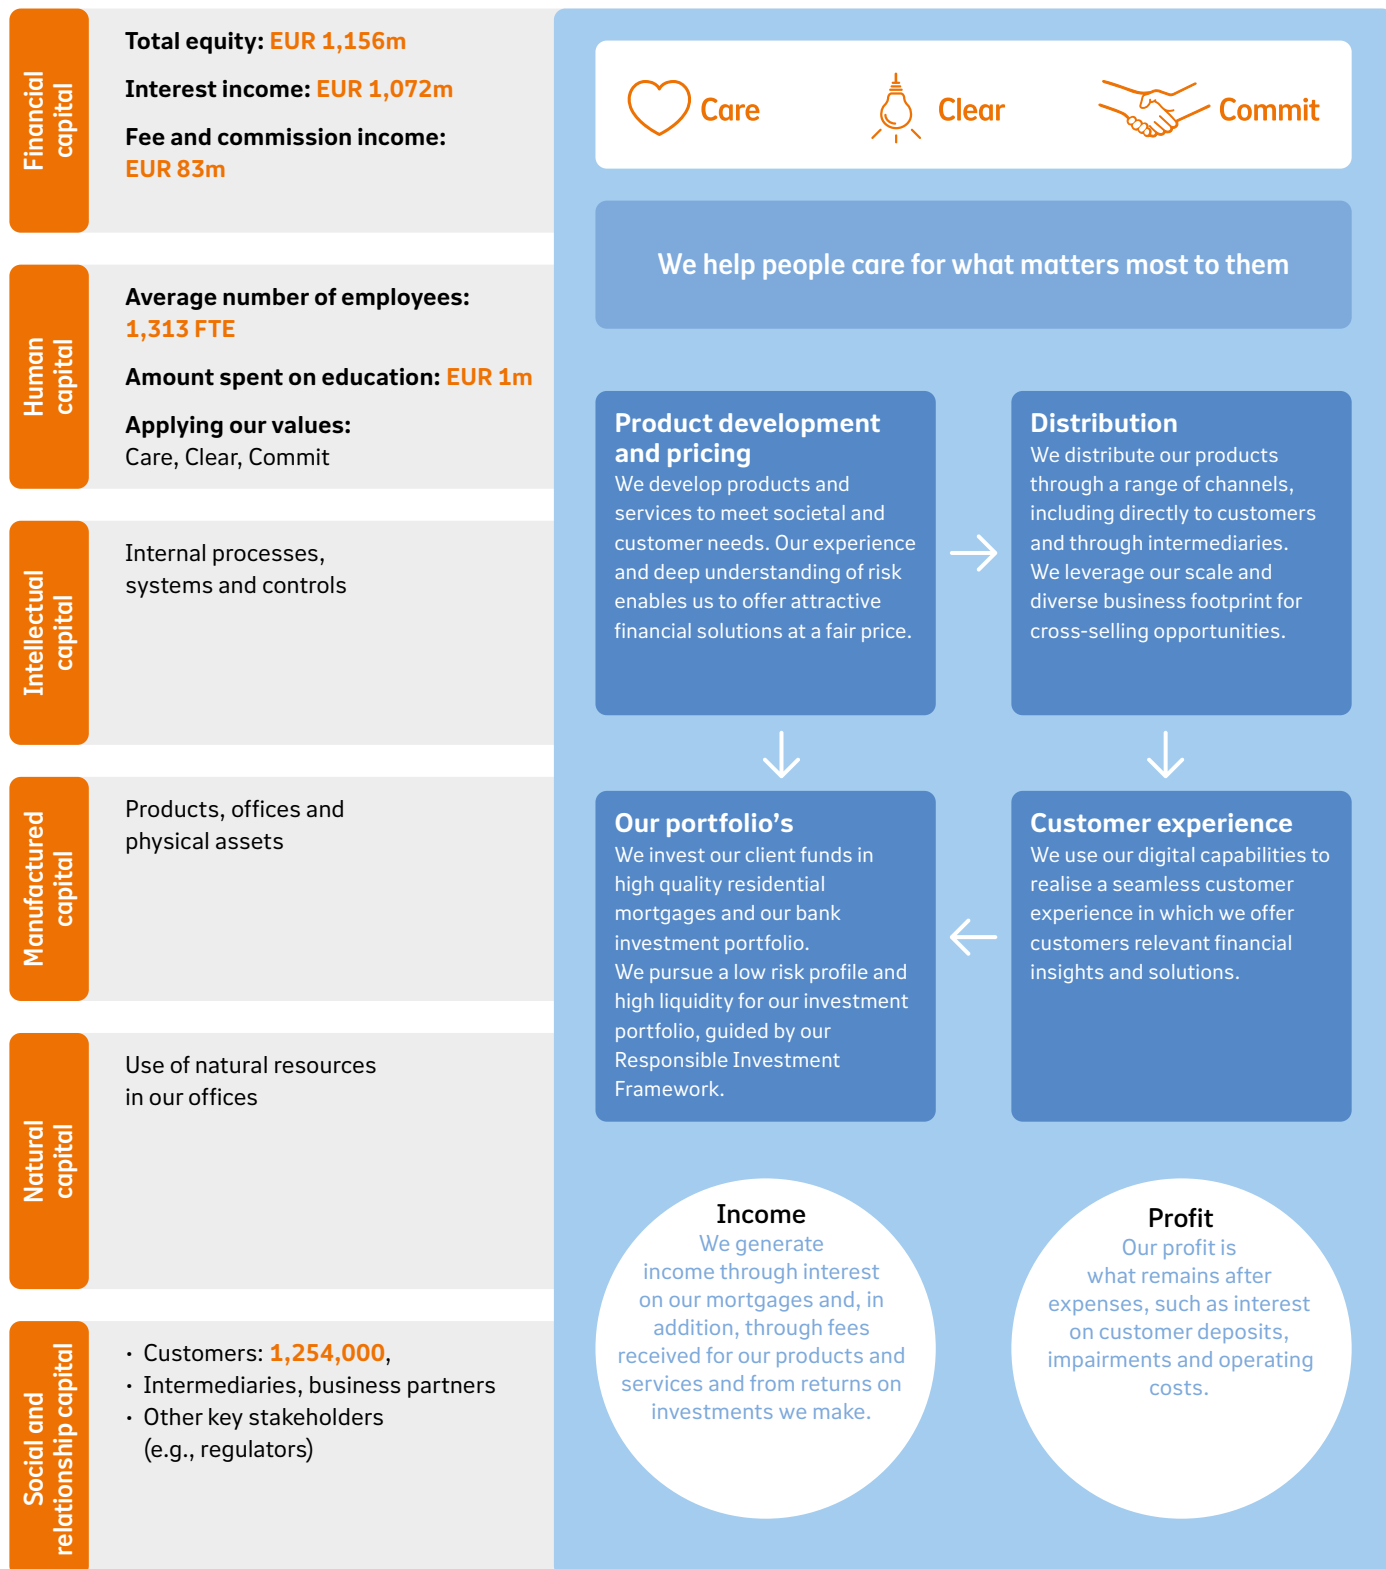 Financial
capital
Total equity: EUR 1,156m
Interest income: EUR 1,072m
Fee and commission income:
EUR 83m
Human
capital
Average number of employees:
1,313 FTE
Amount spent on education: EUR 1m
Applying our values:
Care, Clear, Commit
Intellectual
capital
Internal processes,
systems and controls
Manufactured
capital
Products, offices and
physical assets
Natural
capital
Use of natural resources
in our offices
Social and
relationship capital
· Customers: 1,254,000,
· Intermediaries, business partners
· Other key stakeholders
(e.g., regulators)
Care
Clear
Commit
We help people care for what matters most to them
Product development
and pricing
We develop products and
services to meet societal and
customer needs. Our experience
and deep understanding of risk
enables us to offer attractive
financial solutions at a fair price.
Distribution
We distribute our products
through a range of channels,
including directly to customers
and through intermediaries.
We leverage our scale and
diverse business footprint for
cross-selling opportunities.
Our portfolio’s
We invest our client funds in
high quality residential
mortgages and our bank
investment portfolio.
We pursue a low risk profile and
high liquidity for our investment
portfolio, guided by our
Responsible Investment
Framework.
Customer experience
We use our digital capabilities to
realise a seamless customer
experience in which we offer
customers relevant financial
insights and solutions.
Income
We generate
income through interest
on our mortgages and, in
addition, through fees
received for our products and
services and from returns on
investments we make.
Profit
Our profit is
what remains after
expenses, such as interest
on customer deposits,
impairments and operating
costs.